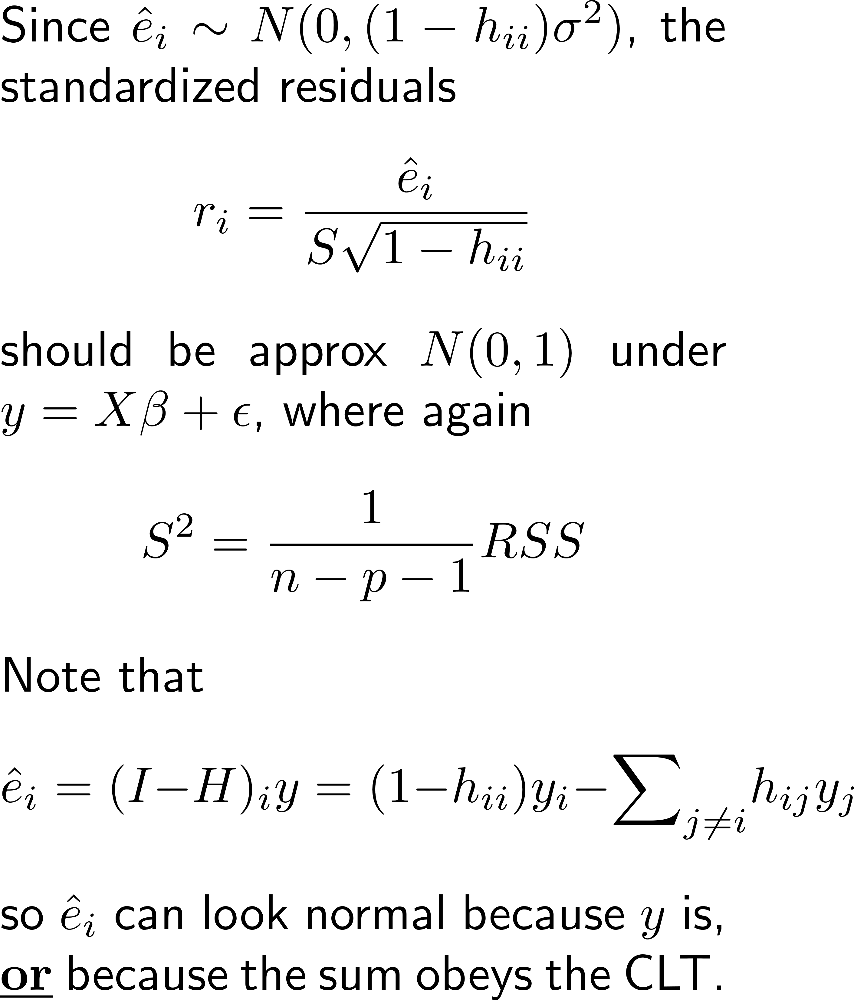 Since $\hat{e}_i \sim N(0, (1 - h_{ii})\sigma^2)$, the
standardized residuals
$r_i = \frac{\hat{e}_i}{S\sqrt{1 - h_{ii}}}$
should be approx $N(0, 1)$ under
$y = X\beta + \epsilon$, where again
$S^2 = \frac{1}{n - p - 1} RSS$
Note that
$\hat{e}_i = (I - H)_i y = (1 - h_{ii})y_i - \sum_{j \neq i} h_{ij} y_j$
so $\hat{e}_i$ can look normal because $y$ is,
or because the sum obeys the CLT.